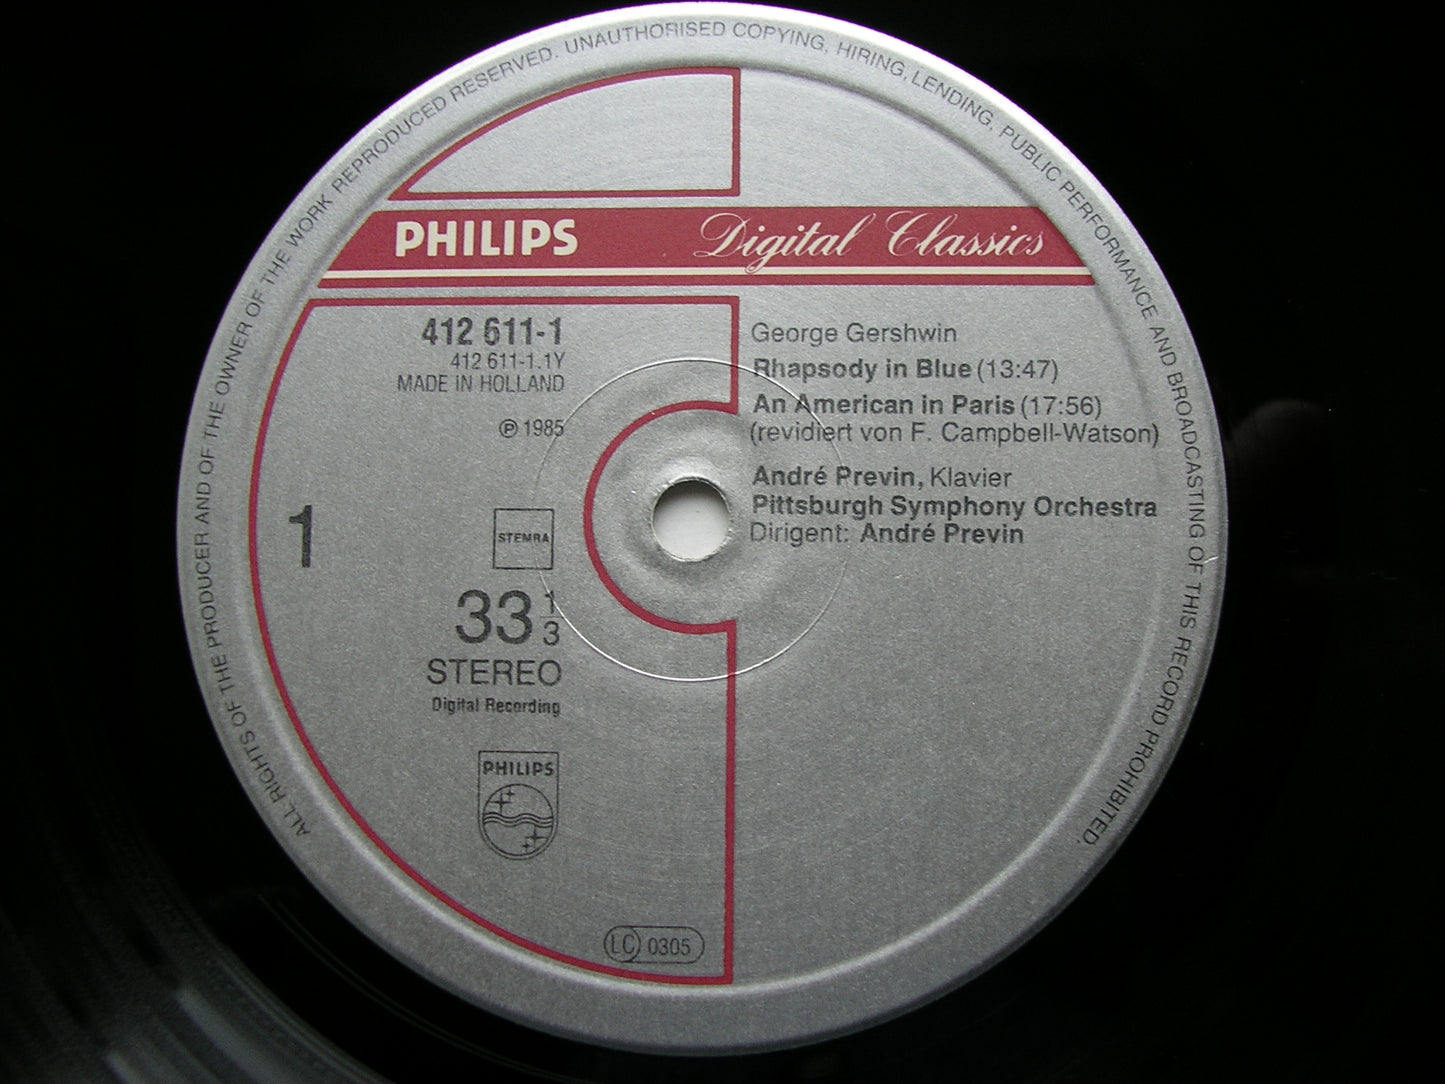 ALL RIGHTS OF THE PRODUCER AND OF THE OWNER OF THE WORK REPRODUCED RESERVED. UNAUTHORISED COPYING, HIRING, LENDING, PUBLIC PERFORMANCE AND BROADCASTING OF THIS RECORD PROHIBITED.
PHILIPS Digital Classics
412 611-1
412 611-1.1Y
MADE IN HOLLAND
℗ 1985
1
STEMRA
33 1/3
STEREO
Digital Recording
PHILIPS
LC 0305
George Gershwin
Rhapsody in Blue (13:47)
An American in Paris (17:56)
(revidiert von F. Campbell-Watson)
André Previn, Klavier
Pittsburgh Symphony Orchestra
Dirigent: André Previn